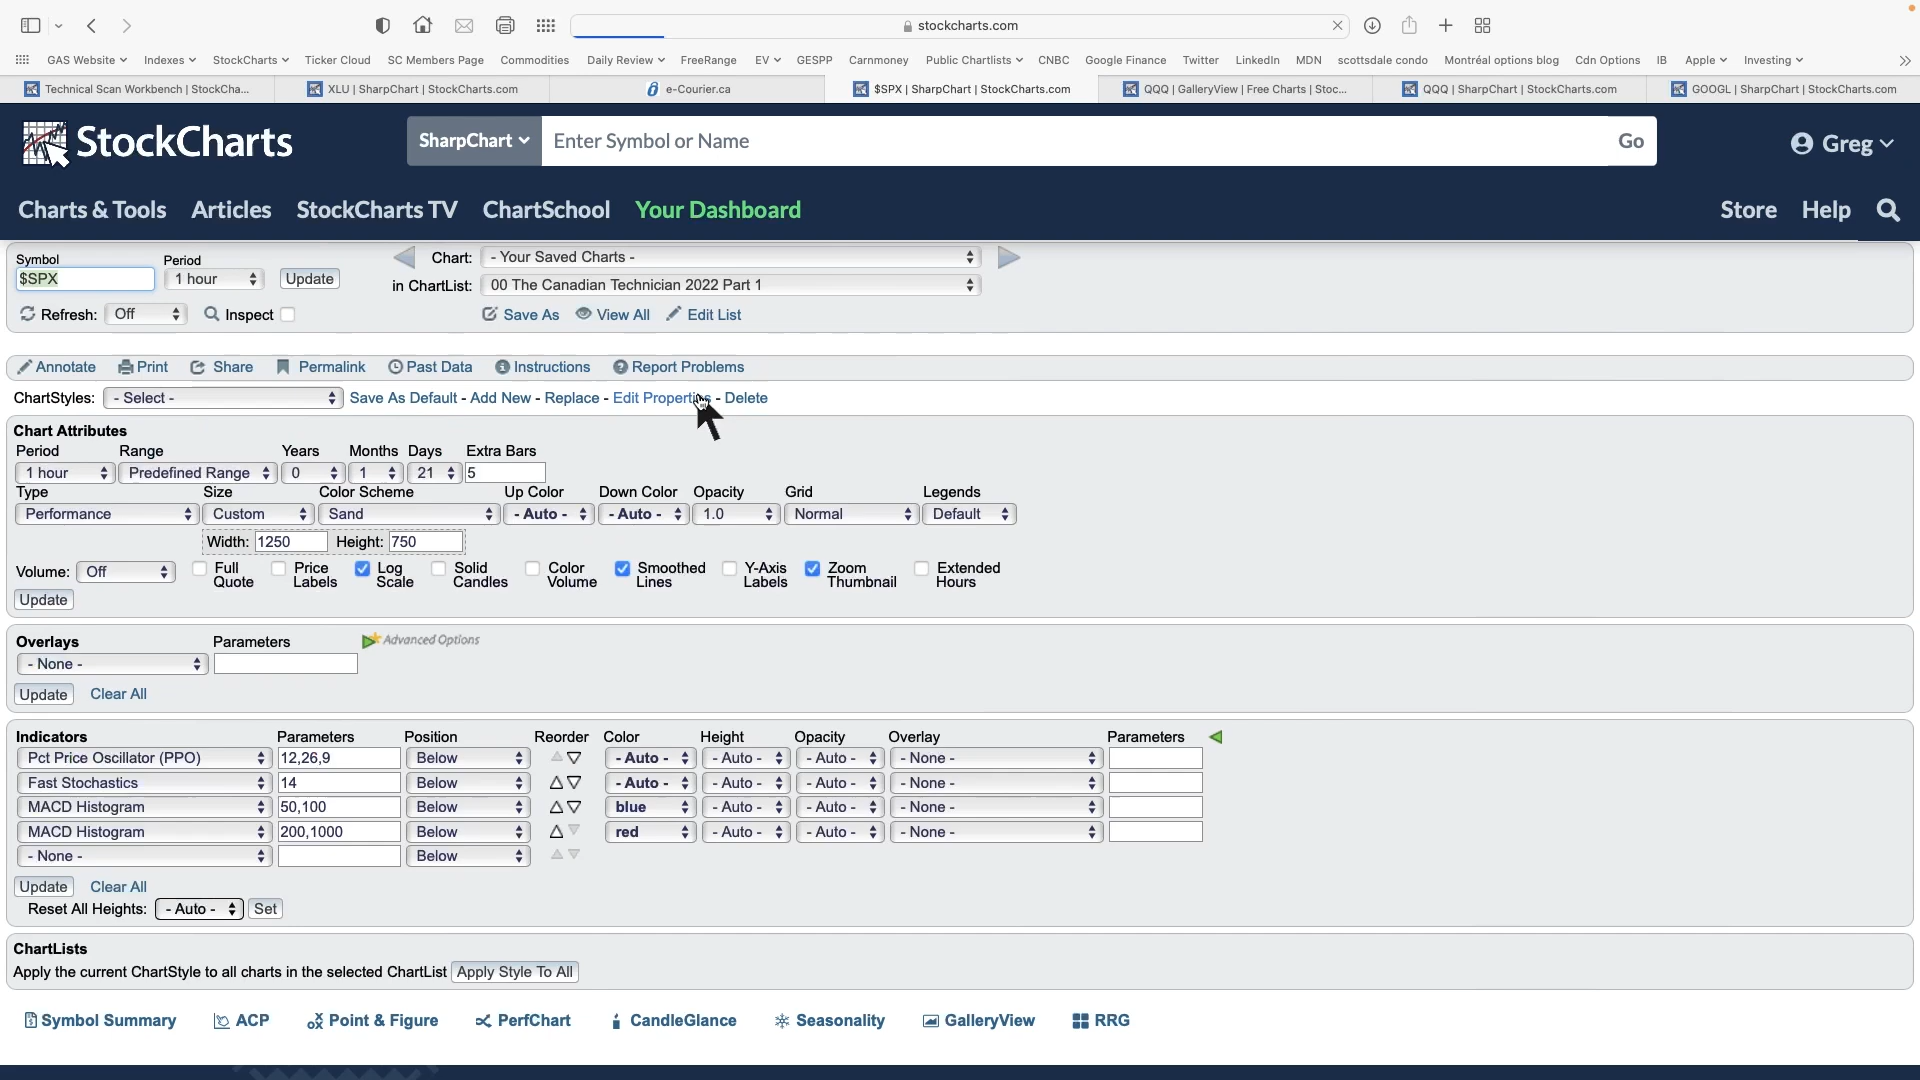 stockcharts.com
GAS Website Indexes StockCharts Ticker Cloud SC Members Page Commodities Daily Review FreeRange EV GESPP Carnmoney Public Chartlists CNBC Google Finance Twitter LinkedIn MDN scottsdale condo Montréal options blog Cdn Options IB Apple Investing
Technical Scan Workbench | StockCha... XLU | SharpChart | StockCharts.com e-Courier.ca $SPX | SharpChart | StockCharts.com QQQ | GalleryView | Free Charts | Stoc... QQQ | SharpChart | StockCharts.com GOOGL | SharpChart | StockCharts.com
StockCharts SharpChart Enter Symbol or Name Go Greg
Charts & Tools Articles StockCharts TV ChartSchool Your Dashboard Store Help
Symbol Period Chart: - Your Saved Charts -
$SPX 1 hour Update in ChartList: 00 The Canadian Technician 2022 Part 1
Refresh: Off Inspect Save As View All Edit List
Annotate Print Share Permalink Past Data Instructions Report Problems
ChartStyles: - Select - Save As Default - Add New - Replace - Edit Properties - Delete
Chart Attributes
Period Range Years Months Days Extra Bars
1 hour Predefined Range 0 1 21 5
Type Size Color Scheme Up Color Down Color Opacity Grid Legends
Performance Custom Sand - Auto - - Auto - 1.0 Normal Default
Width: 1250 Height: 750
Volume: Off Full Quote Price Labels Log Scale Solid Candles Color Volume Smoothed Lines Y-Axis Labels Zoom Thumbnail Extended Hours
Update
Overlays Parameters Advanced Options
- None -
Update Clear All
Indicators Parameters Position Reorder Color Height Opacity Overlay Parameters
Pct Price Oscillator (PPO) 12,26,9 Below - Auto - - Auto - - Auto - - None -
Fast Stochastics 14 Below - Auto - - Auto - - Auto - - None -
MACD Histogram 50,100 Below blue - Auto - - Auto - - None -
MACD Histogram 200,1000 Below red - Auto - - Auto - - None -
- None - Below
Update Clear All
Reset All Heights: - Auto - Set
ChartLists
Apply the current ChartStyle to all charts in the selected ChartList Apply Style To All
Symbol Summary ACP Point & Figure PerfChart CandleGlance Seasonality GalleryView RRG